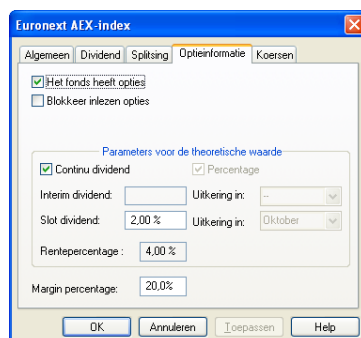 Euronext AEX-index
Algemeen Dividend Splitsing Optieinformatie Koersen
Het fonds heeft opties
Blokkeer inlezen opties
Parameters voor de theoretische waarde
Continu dividend Percentage
Interim dividend: Uitkering in: --
Slot dividend: 2,00 % Uitkering in: Oktober
Rentepercentage : 4,00 %
Margin percentage: 20,0%
OK Annuleren Toepassen Help